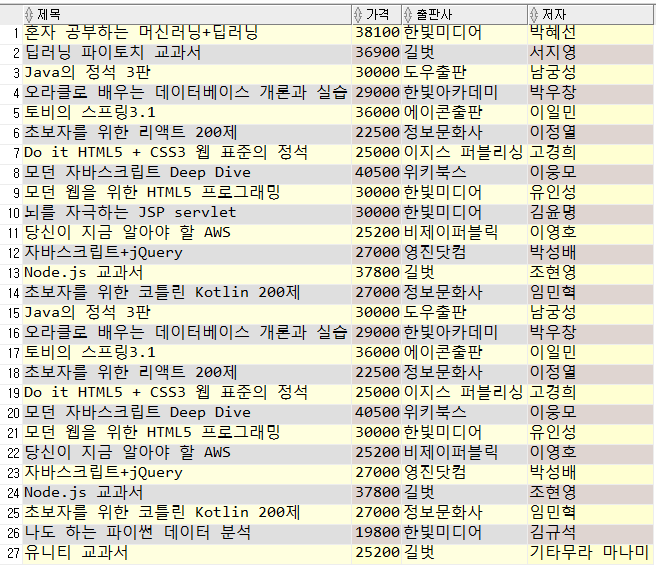 제목 가격 출판사 저자
1 혼자 공부하는 머신러닝+딥러닝 38100 한빛미디어 박혜선
2 딥러닝 파이토치 교과서 36900 길벗 서지영
3 Java의 정석 3판 30000 도우출판 남궁성
4 오라클로 배우는 데이터베이스 개론과 실습 29000 한빛아카데미 박우창
5 토비의 스프링3.1 36000 에이콘출판 이일민
6 초보자를 위한 리액트 200제 22500 정보문화사 이정열
7 Do it HTML5 + CSS3 웹 표준의 정석 25000 이지스 퍼블리싱 고경희
8 모던 자바스크립트 Deep Dive 40500 위키북스 이웅모
9 모던 웹을 위한 HTML5 프로그래밍 30000 한빛미디어 유인성
10 뇌를 자극하는 JSP servlet 30000 한빛미디어 김윤명
11 당신이 지금 알아야 할 AWS 25200 비제이퍼블릭 이영호
12 자바스크립트+jQuery 27000 영진닷컴 박성배
13 Node.js 교과서 37800 길벗 조현영
14 초보자를 위한 코틀린 Kotlin 200제 27000 정보문화사 임민혁
15 Java의 정석 3판 30000 도우출판 남궁성
16 오라클로 배우는 데이터베이스 개론과 실습 29000 한빛아카데미 박우창
17 토비의 스프링3.1 36000 에이콘출판 이일민
18 초보자를 위한 리액트 200제 22500 정보문화사 이정열
19 Do it HTML5 + CSS3 웹 표준의 정석 25000 이지스 퍼블리싱 고경희
20 모던 자바스크립트 Deep Dive 40500 위키북스 이웅모
21 모던 웹을 위한 HTML5 프로그래밍 30000 한빛미디어 유인성
22 당신이 지금 알아야 할 AWS 25200 비제이퍼블릭 이영호
23 자바스크립트+jQuery 27000 영진닷컴 박성배
24 Node.js 교과서 37800 길벗 조현영
25 초보자를 위한 코틀린 Kotlin 200제 27000 정보문화사 임민혁
26 나도 하는 파이썬 데이터 분석 19800 한빛미디어 김규석
27 유니티 교과서 25200 길벗 기타무라 마나미